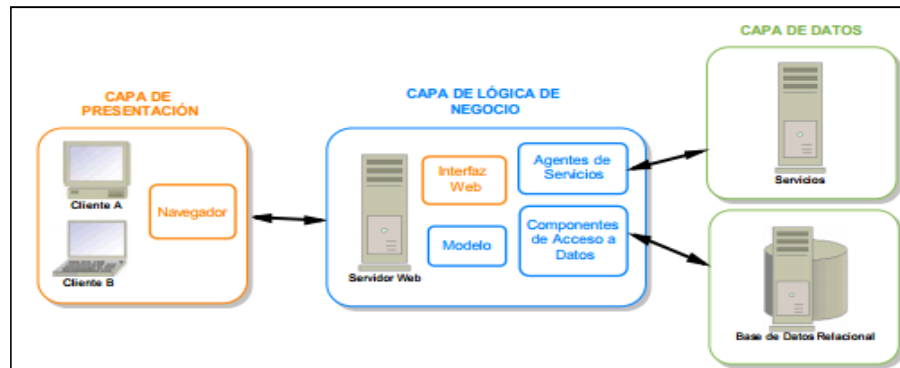 CAPA DE
PRESENTACIÓN
Cliente A
Navegador
Cliente B
CAPA DE LÓGICA DE
NEGOCIO
Servidor Web
Interfaz
Web
Modelo
Agentes de
Servicios
Componentes
de Acceso a
Datos
CAPA DE DATOS
Servicios
Base de Datos Relacional